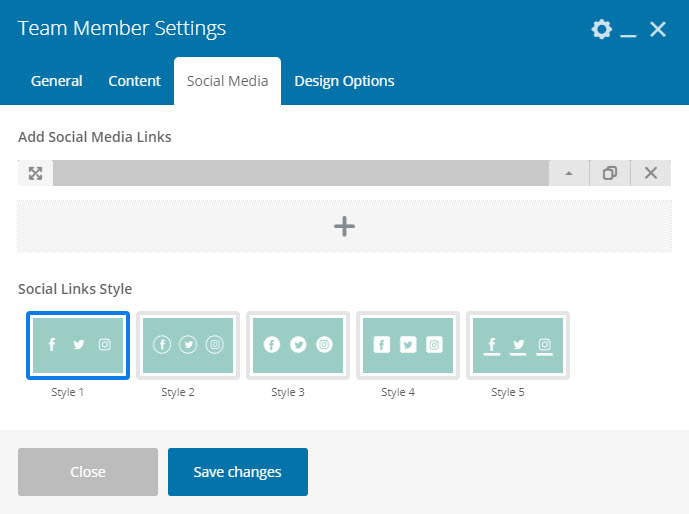 Team Member Settings
General Content Social Media Design Options
Add Social Media Links
Social Links Style
Style 1 Style 2 Style 3 Style 4 Style 5
Close Save changes